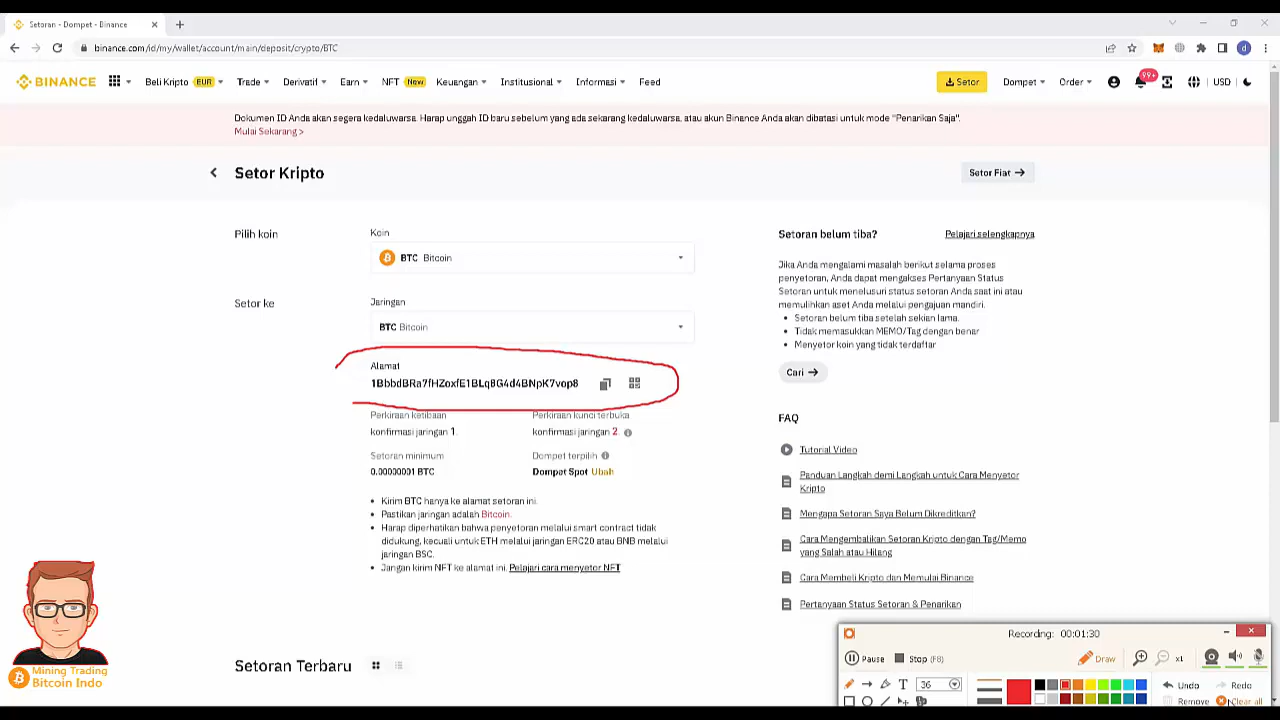 Setoran - Dompet - Binance
binance.com/id/my/wallet/account/main/deposit/crypto/BTC
BINANCE Beli Kripto EUR Trade Derivatif Earn NFT New Keuangan Institusional Informasi Feed Setor Dompet Order 99+ USD
Dokumen ID Anda akan segera kedaluwarsa. Harap unggah ID baru sebelum yang ada sekarang kedaluwarsa, atau akun Binance Anda akan dibatasi untuk mode "Penarikan Saja".
Mulai Sekarang >
Setor Kripto
Setor Fiat →
Pilih koin
Koin
BTC Bitcoin
Setor ke
Jaringan
BTC Bitcoin
Alamat
1BbbdBRa7fHZoxfE1BLq8G4d4BNpK7vop8
Perkiraan ketibaan
konfirmasi jaringan 1.
Perkiraan kunci terbuka
konfirmasi jaringan 2
Setoran minimum
0.00000001 BTC
Dompet terpilih
Dompet Spot Ubah
• Kirim BTC hanya ke alamat setoran ini.
• Pastikan jaringan adalah Bitcoin.
• Harap diperhatikan bahwa penyetoran melalui smart contract tidak
didukung, kecuali untuk ETH melalui jaringan ERC20 atau BNB melalui
jaringan BSC.
• Jangan kirim NFT ke alamat ini. Pelajari cara menyetor NFT
Setoran belum tiba?
Pelajari selengkapnya
Jika Anda mengalami masalah berikut selama proses
penyetoran, Anda dapat mengakses Pertanyaan Status
Setoran untuk menelusuri status setoran Anda saat ini atau
memulihkan aset Anda melalui pengajuan mandiri.
• Setoran belum tiba setelah sekian lama.
• Tidak memasukkan MEMO/Tag dengan benar
• Menyetor koin yang tidak terdaftar
Cari →
FAQ
Tutorial Video
Panduan Langkah demi Langkah untuk Cara Menyetor
Kripto
Mengapa Setoran Saya Belum Dikreditkan?
Cara Mengembalikan Setoran Kripto dengan Tag/Memo
yang Salah atau Hilang
Cara Membeli Kripto dan Memulai Binance
Pertanyaan Status Setoran & Penarikan
Setoran Terbaru
Mining Trading
Bitcoin Indo
Recording: 00:01:30
Pause Stop (F8) Draw x1
T 36 Undo Redo
Remove Clear all